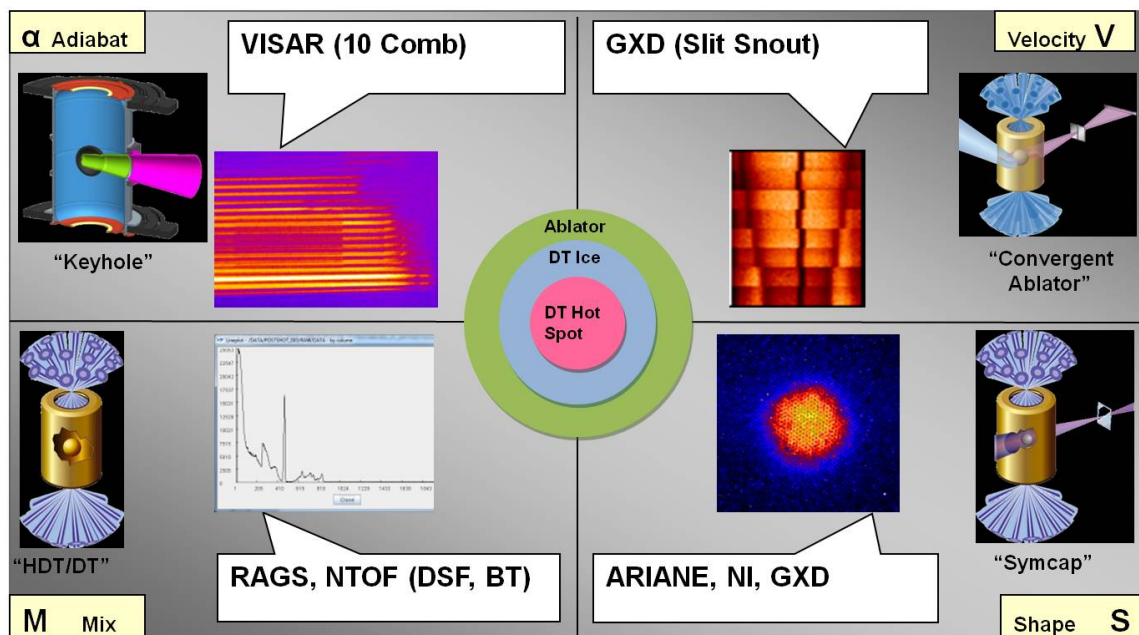 α Adiabat
VISAR (10 Comb)
GXD (Slit Snout)
Velocity V
“Keyhole”
“Convergent
Ablator”
Ablator
DT Ice
DT Hot
Spot
“HDT/DT”
Close
“Symcap”
RAGS, NTOF (DSF, BT)
ARIANE, NI, GXD
M Mix
Shape S